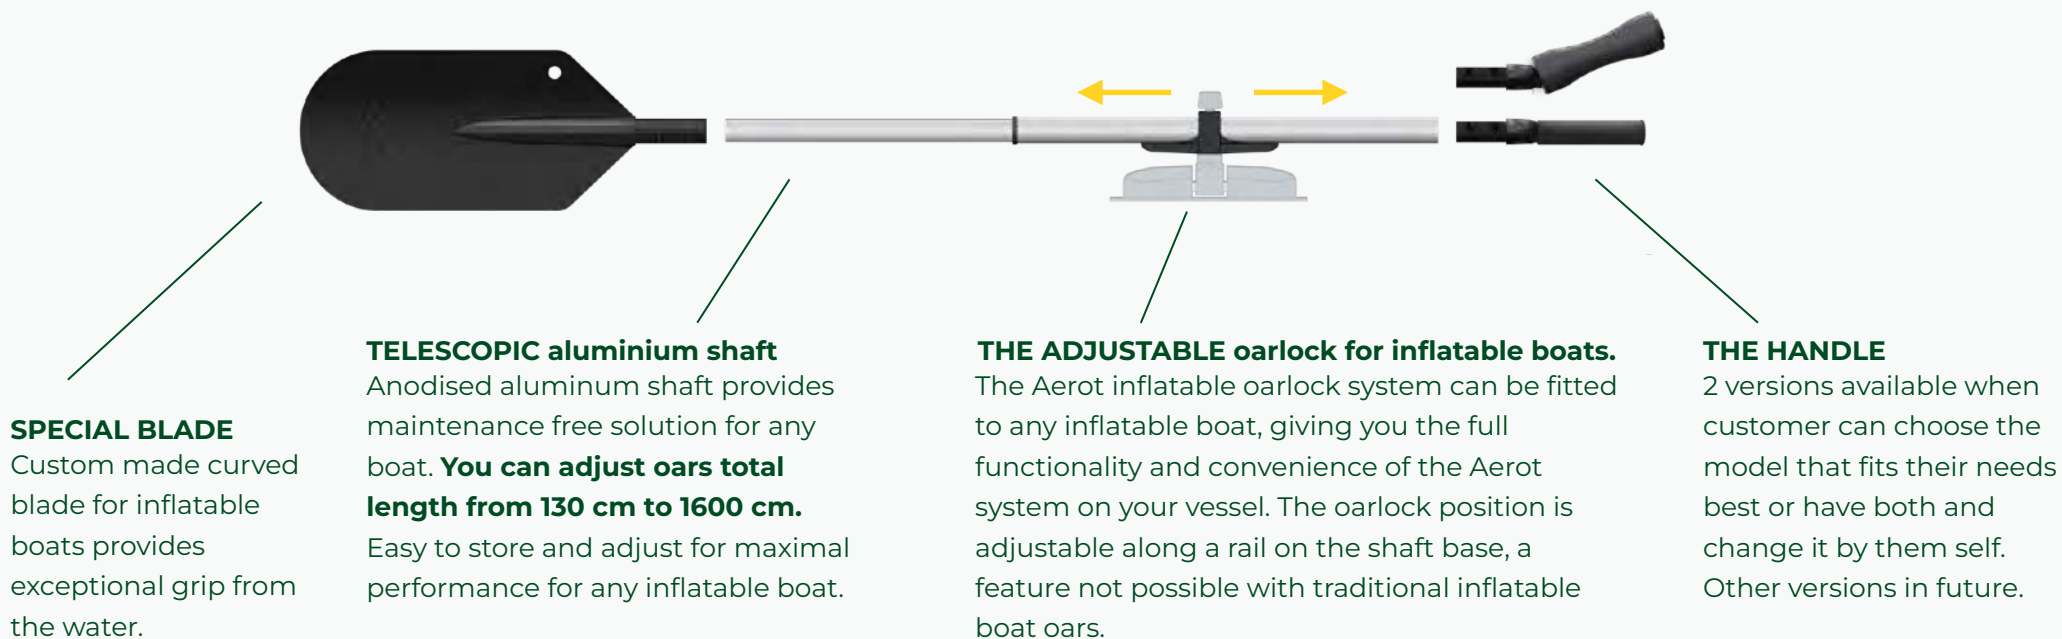 SPECIAL BLADE
Custom made curved
blade for inflatable
boats provides
exceptional grip from
the water.
TELESCOPIC aluminium shaft
Anodised aluminum shaft provides
maintenance free solution for any
boat. You can adjust oars total
length from 130 cm to 1600 cm.
Easy to store and adjust for maximal
performance for any inflatable boat.
THE ADJUSTABLE oarlock for inflatable boats.
The Aerot inflatable oarlock system can be fitted
to any inflatable boat, giving you the full
functionality and convenience of the Aerot
system on your vessel. The oarlock position is
adjustable along a rail on the shaft base, a
feature not possible with traditional inflatable
boat oars.
THE HANDLE
2 versions available when
customer can choose the
model that fits their needs
best or have both and
change it by them self.
Other versions in future.